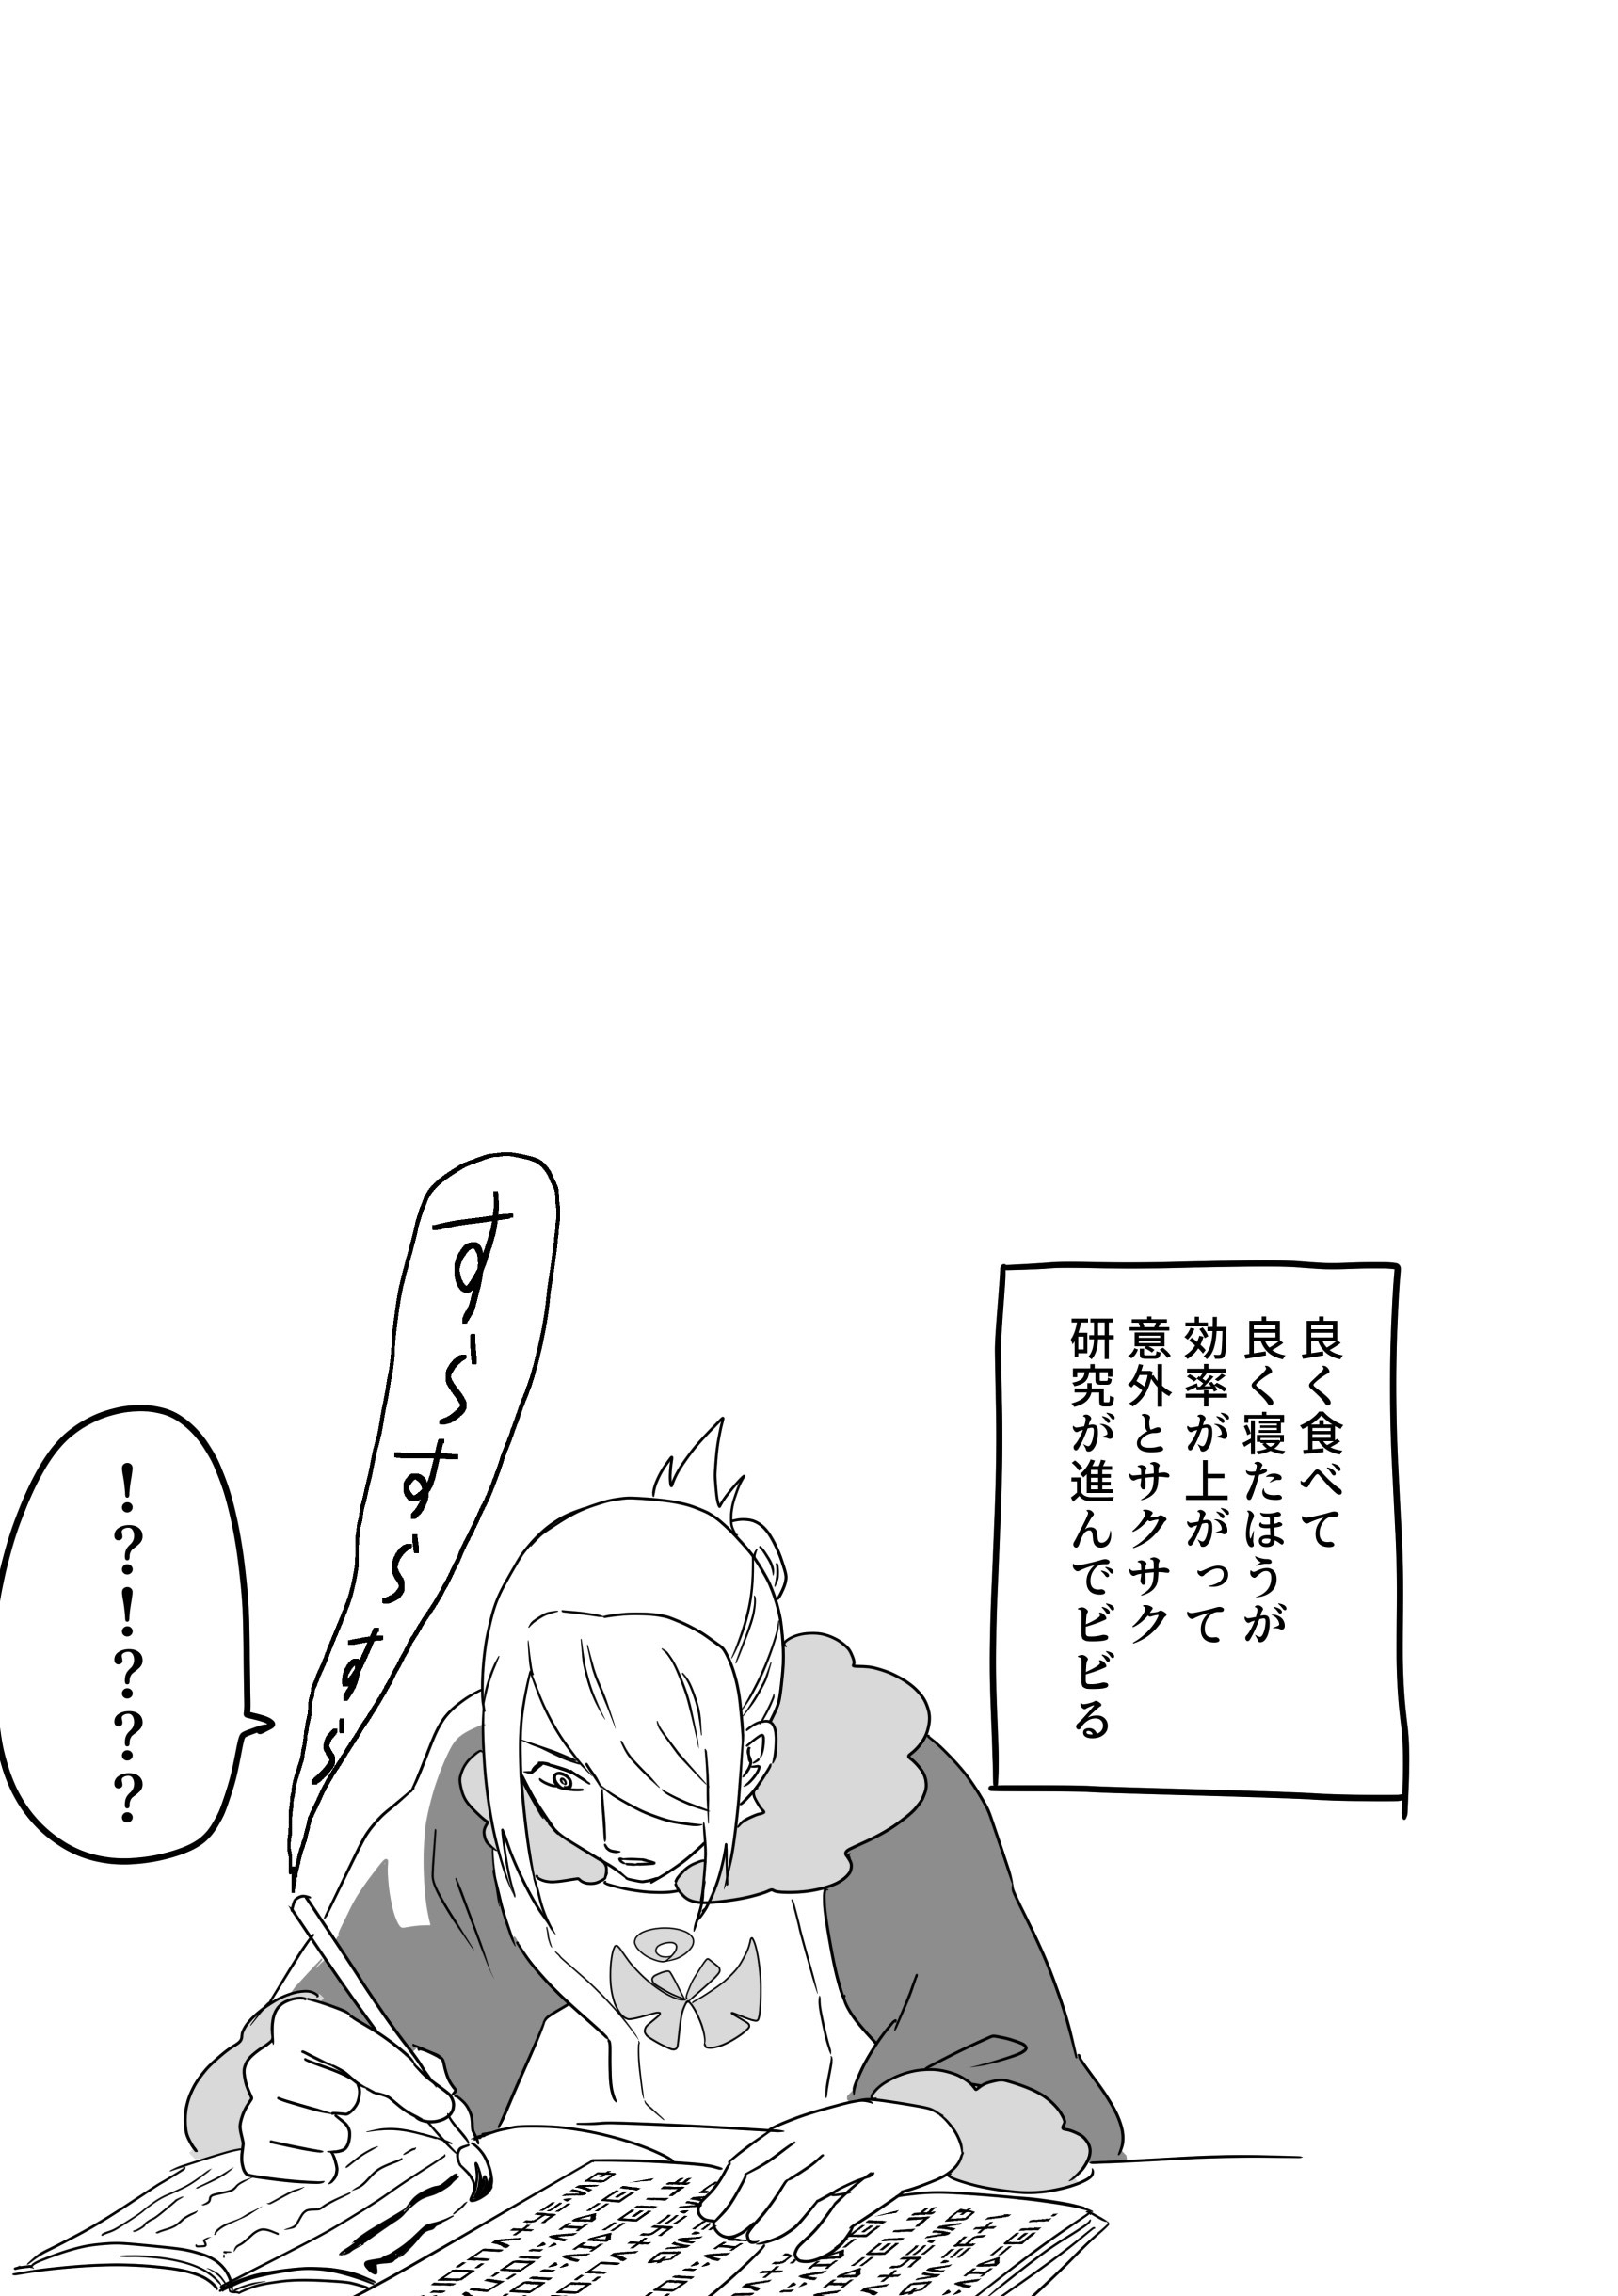 良く食べて
良く寝たほうが
効率が上がって
意外とサクサク
研究が進んでビビる
すらすらすら
！？！？？？